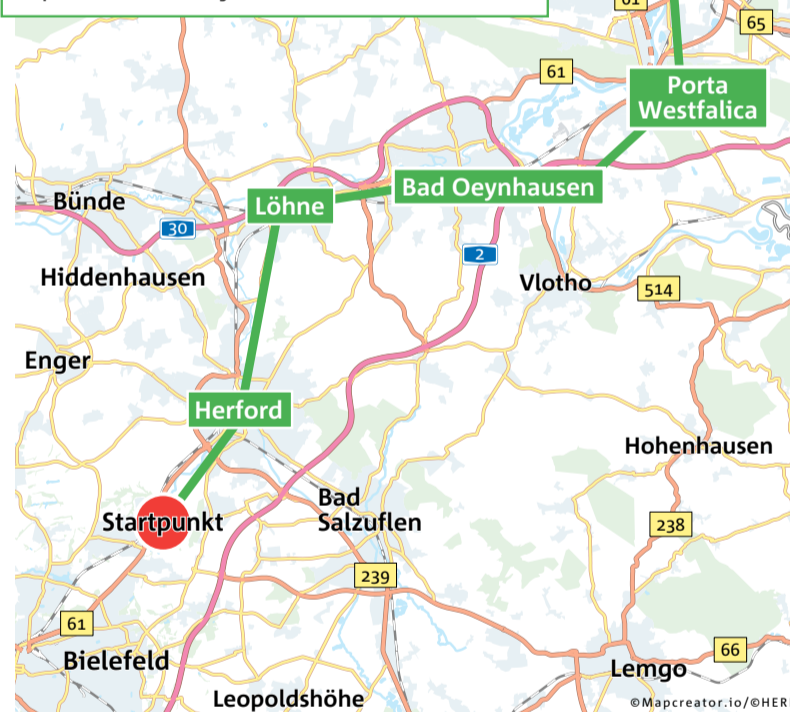 61
65
61
Porta
Westfalica
Bad Oeynhausen
Bünde
Löhne
30
2
Hiddenhausen
Vlotho
514
Enger
Herford
Hohenhausen
Bad
Salzuflen
Startpunkt
238
239
61
66
Bielefeld
Lemgo
Leopoldshöhe
©Mapcreator.io/©HER